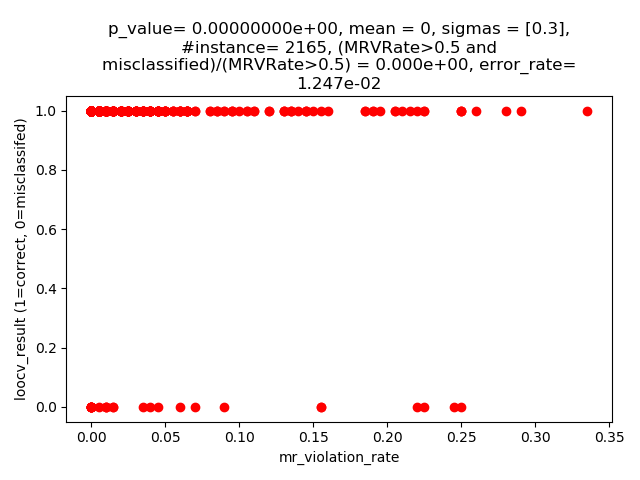 p_value= 0.00000000e+00, mean = 0, sigmas = [0.3],
#instance= 2165, (MRVRate>0.5 and
misclassified)/(MRVRate>0.5) = 0.000e+00, error_rate=
1.247e-02
loocv_result (1=correct, 0=misclassifed)
1.0
0.8
0.6
0.4
0.2
0.0
0.00 0.05 0.10 0.15 0.20 0.25 0.30 0.35
mr_violation_rate